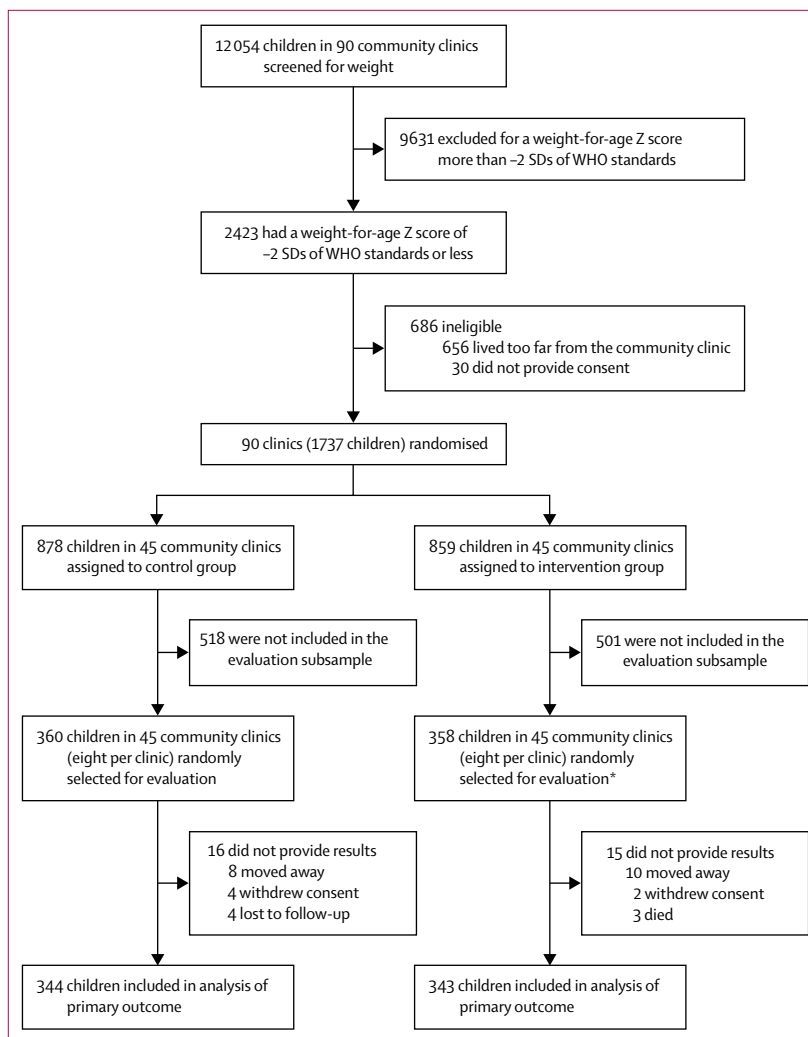 12 054 children in 90 community clinics
screened for weight
9631 excluded for a weight-for-age Z score
more than –2 SDs of WHO standards
2423 had a weight-for-age Z score of
–2 SDs of WHO standards or less
686 ineligible
656 lived too far from the community clinic
30 did not provide consent
90 clinics (1737 children) randomised
878 children in 45 community clinics
assigned to control group
859 children in 45 community clinics
assigned to intervention group
518 were not included in the
evaluation subsample
501 were not included in the
evaluation subsample
360 children in 45 community clinics
(eight per clinic) randomly
selected for evaluation
358 children in 45 community clinics
(eight per clinic) randomly
selected for evaluation*
16 did not provide results
8 moved away
4 withdrew consent
4 lost to follow-up
15 did not provide results
10 moved away
2 withdrew consent
3 died
344 children included in analysis of
primary outcome
343 children included in analysis of
primary outcome